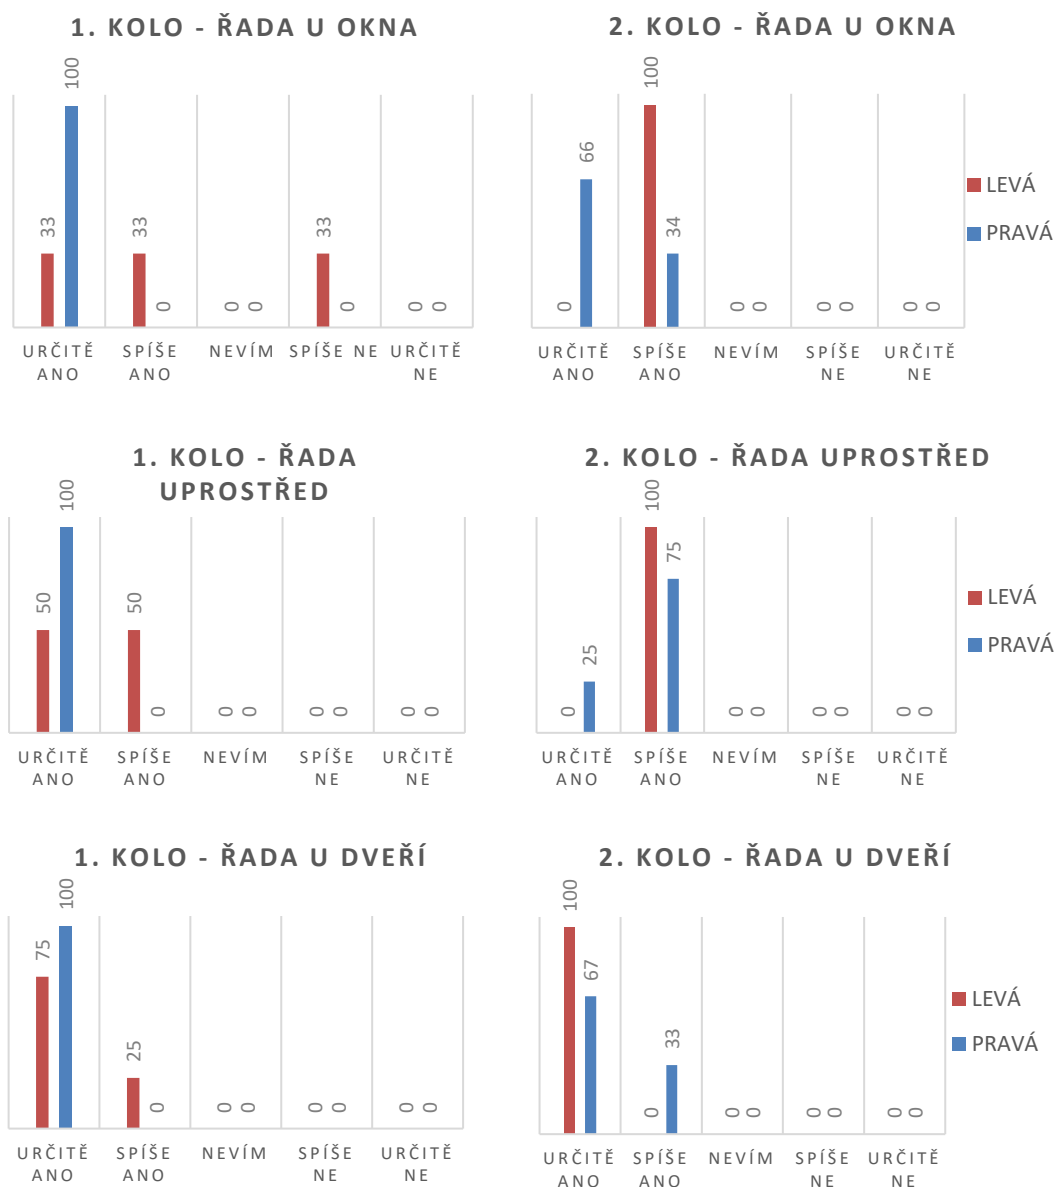 1. KOLO - ŘADA U OKNA
100
33
33
0
0
0
33
0
0
0
URČITĚ ANO
SPÍŠE ANO
NEVÍM
SPÍŠE NE
URČITĚ NE
2. KOLO - ŘADA U OKNA
0
66
100
34
0
0
0
0
0
0
URČITĚ ANO
SPÍŠE ANO
NEVÍM
SPÍŠE NE
URČITĚ NE
LEVÁ
PRAVÁ
1. KOLO - ŘADA
UPROSTŘED
50
100
50
0
0
0
0
0
0
0
URČITĚ ANO
SPÍŠE ANO
NEVÍM
SPÍŠE NE
URČITĚ NE
2. KOLO - ŘADA UPROSTŘED
0
25
100
75
0
0
0
0
0
0
URČITĚ ANO
SPÍŠE ANO
NEVÍM
SPÍŠE NE
URČITĚ NE
LEVÁ
PRAVÁ
1. KOLO - ŘADA U DVEŘÍ
75
100
25
0
0
0
0
0
0
0
URČITĚ ANO
SPÍŠE ANO
NEVÍM
SPÍŠE NE
URČITĚ NE
2. KOLO - ŘADA U DVEŘÍ
100
67
0
33
0
0
0
0
0
0
URČITĚ ANO
SPÍŠE ANO
NEVÍM
SPÍŠE NE
URČITĚ NE
LEVÁ
PRAVÁ